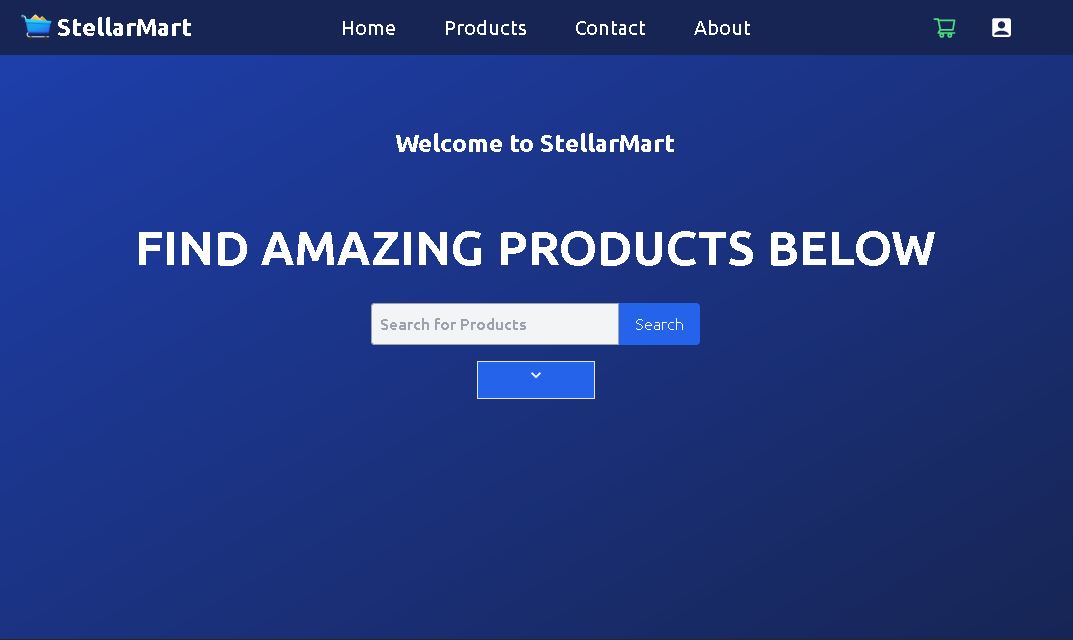 StellarMart
Home
Products
Contact
About
Welcome to StellarMart
FIND AMAZING PRODUCTS BELOW
Search for Products
Search